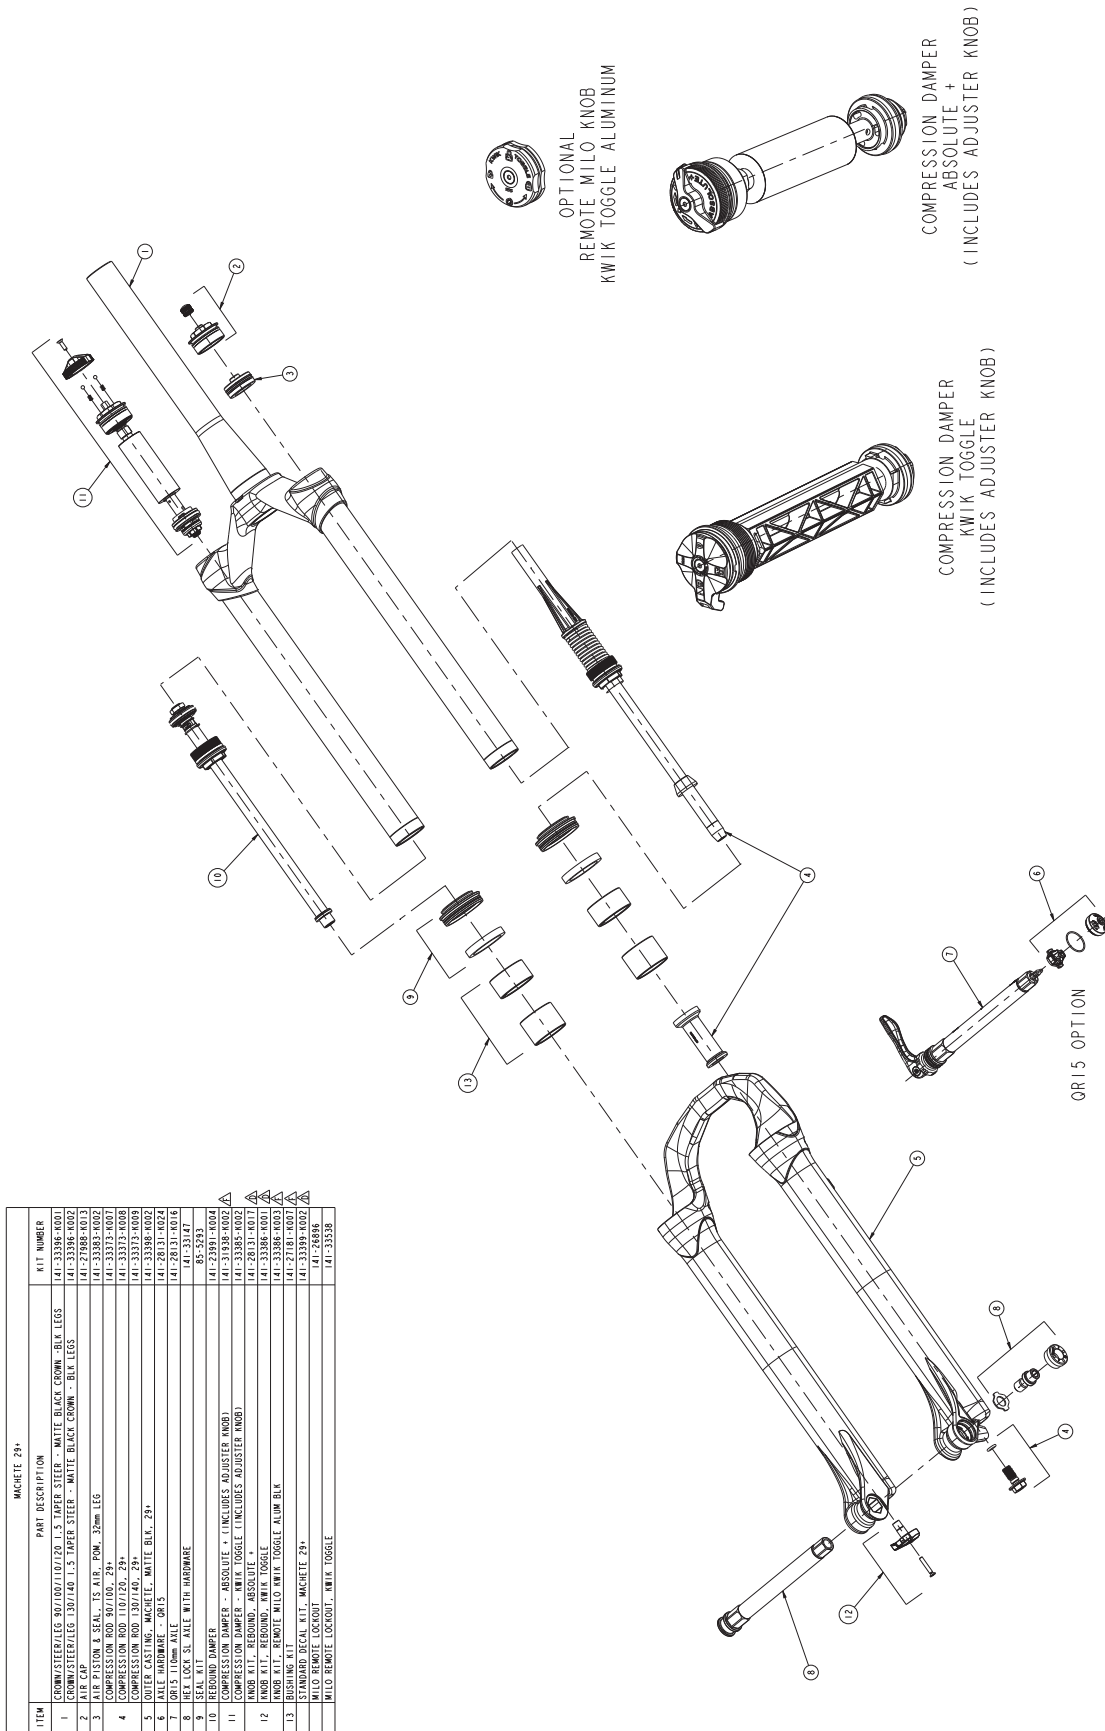 MACHETE 29+
ITEM PART DESCRIPTION KIT NUMBER
1 CROWN/STEER/LEG 90/100/110/120 1.5 TAPER STEER - MATTE BLACK CROWN -BLK LEGS 141-33396-K001
CROWN/STEER/LEG 130/140 1.5 TAPER STEER - MATTE BLACK CROWN - BLK LEGS 141-33396-K002
2 AIR CAP 141-27988-K013
3 AIR PISTON & SEAL, TS AIR, POM, 32mm LEG 141-33383-K002
4 COMPRESSION ROD 90/100, 29+ 141-33373-K007
COMPRESSION ROD 110/120, 29+ 141-33373-K008
COMPRESSION ROD 130/140, 29+ 141-33373-K009
5 OUTER CASTING, MACHETE, MATTE BLK, 29+ 141-33398-K002
6 AXLE HARDWARE - QR15 141-28131-K024
7 QR15 110mm AXLE 141-28131-K016
8 HEX LOCK SL AXLE WITH HARDWARE 141-33147
9 SEAL KIT 85-5293
10 REBOUND DAMPER 141-23991-K004
11 COMPRESSION DAMPER - ABSOLUTE + (INCLUDES ADJUSTER KNOB) 141-31938-K002
COMPRESSION DAMPER - KWIK TOGGLE (INCLUDES ADJUSTER KNOB) 141-33385-K002
12 KNOB KIT, REBOUND, ABSOLUTE + 141-28131-K017
KNOB KIT, REBOUND, KWIK TOGGLE 141-33386-K001
KNOB KIT, REMOTE MILO KWIK TOGGLE ALUM BLK 141-33386-K003
13 BUSHING KIT 141-27181-K007
STANDARD DECAL KIT, MACHETE 29+ 141-33399-K002
MILO REMOTE LOCKOUT 141-26896
MILO REMOTE LOCKOUT, KWIK TOGGLE 141-33538
1
2
3
11
10
9
13
4
5
7
6
QR15 OPTION
8
4
12
8
OPTIONAL
REMOTE MILO KNOB
KWIK TOGGLE ALUMINUM
COMPRESSION DAMPER
ABSOLUTE +
(INCLUDES ADJUSTER KNOB)
COMPRESSION DAMPER
KWIK TOGGLE
(INCLUDES ADJUSTER KNOB)